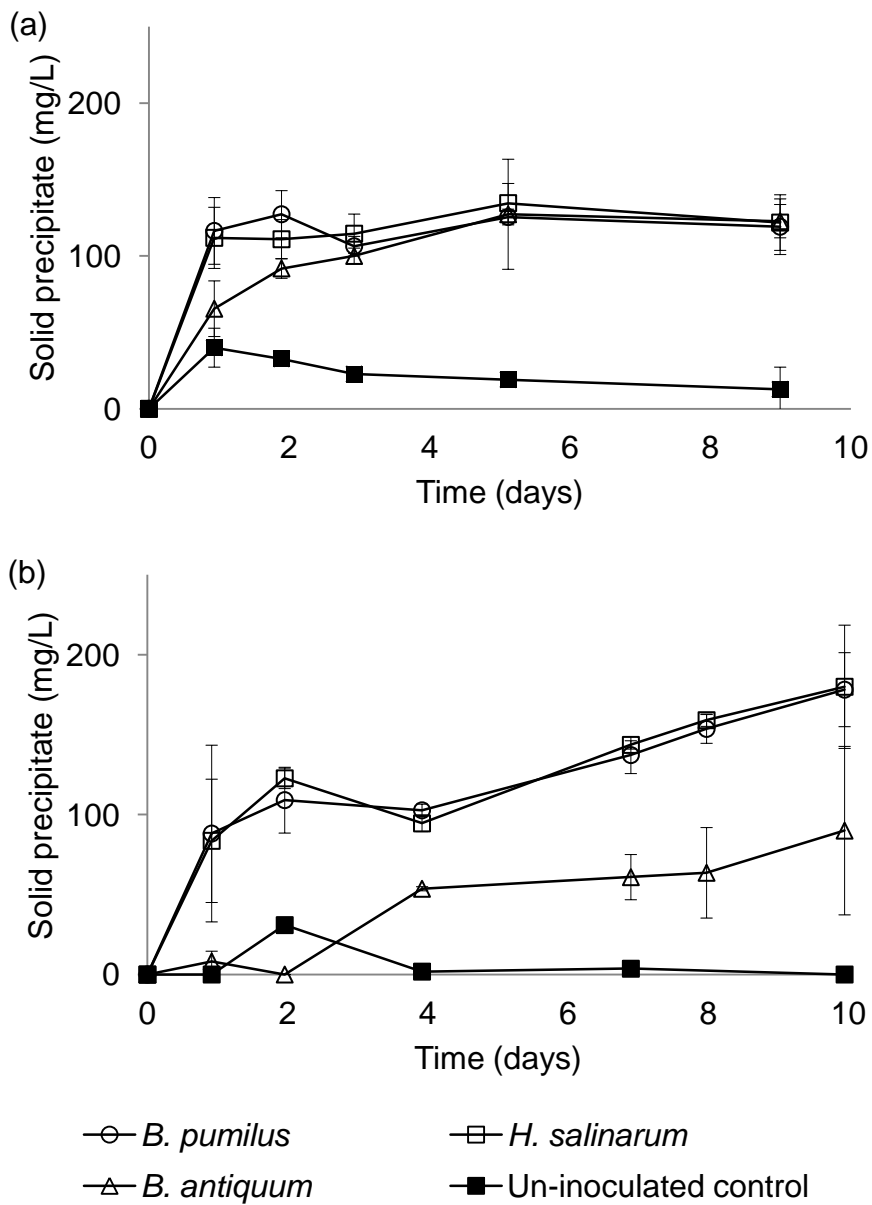 (a)
Solid precipitate (mg/L)
200
100
0
0 2 4 6 8 10
Time (days)
(b)
Solid precipitate (mg/L)
200
100
0
0 2 4 6 8 10
Time (days)
B. pumilus H. salinarum
B. antiquum Un-inoculated control